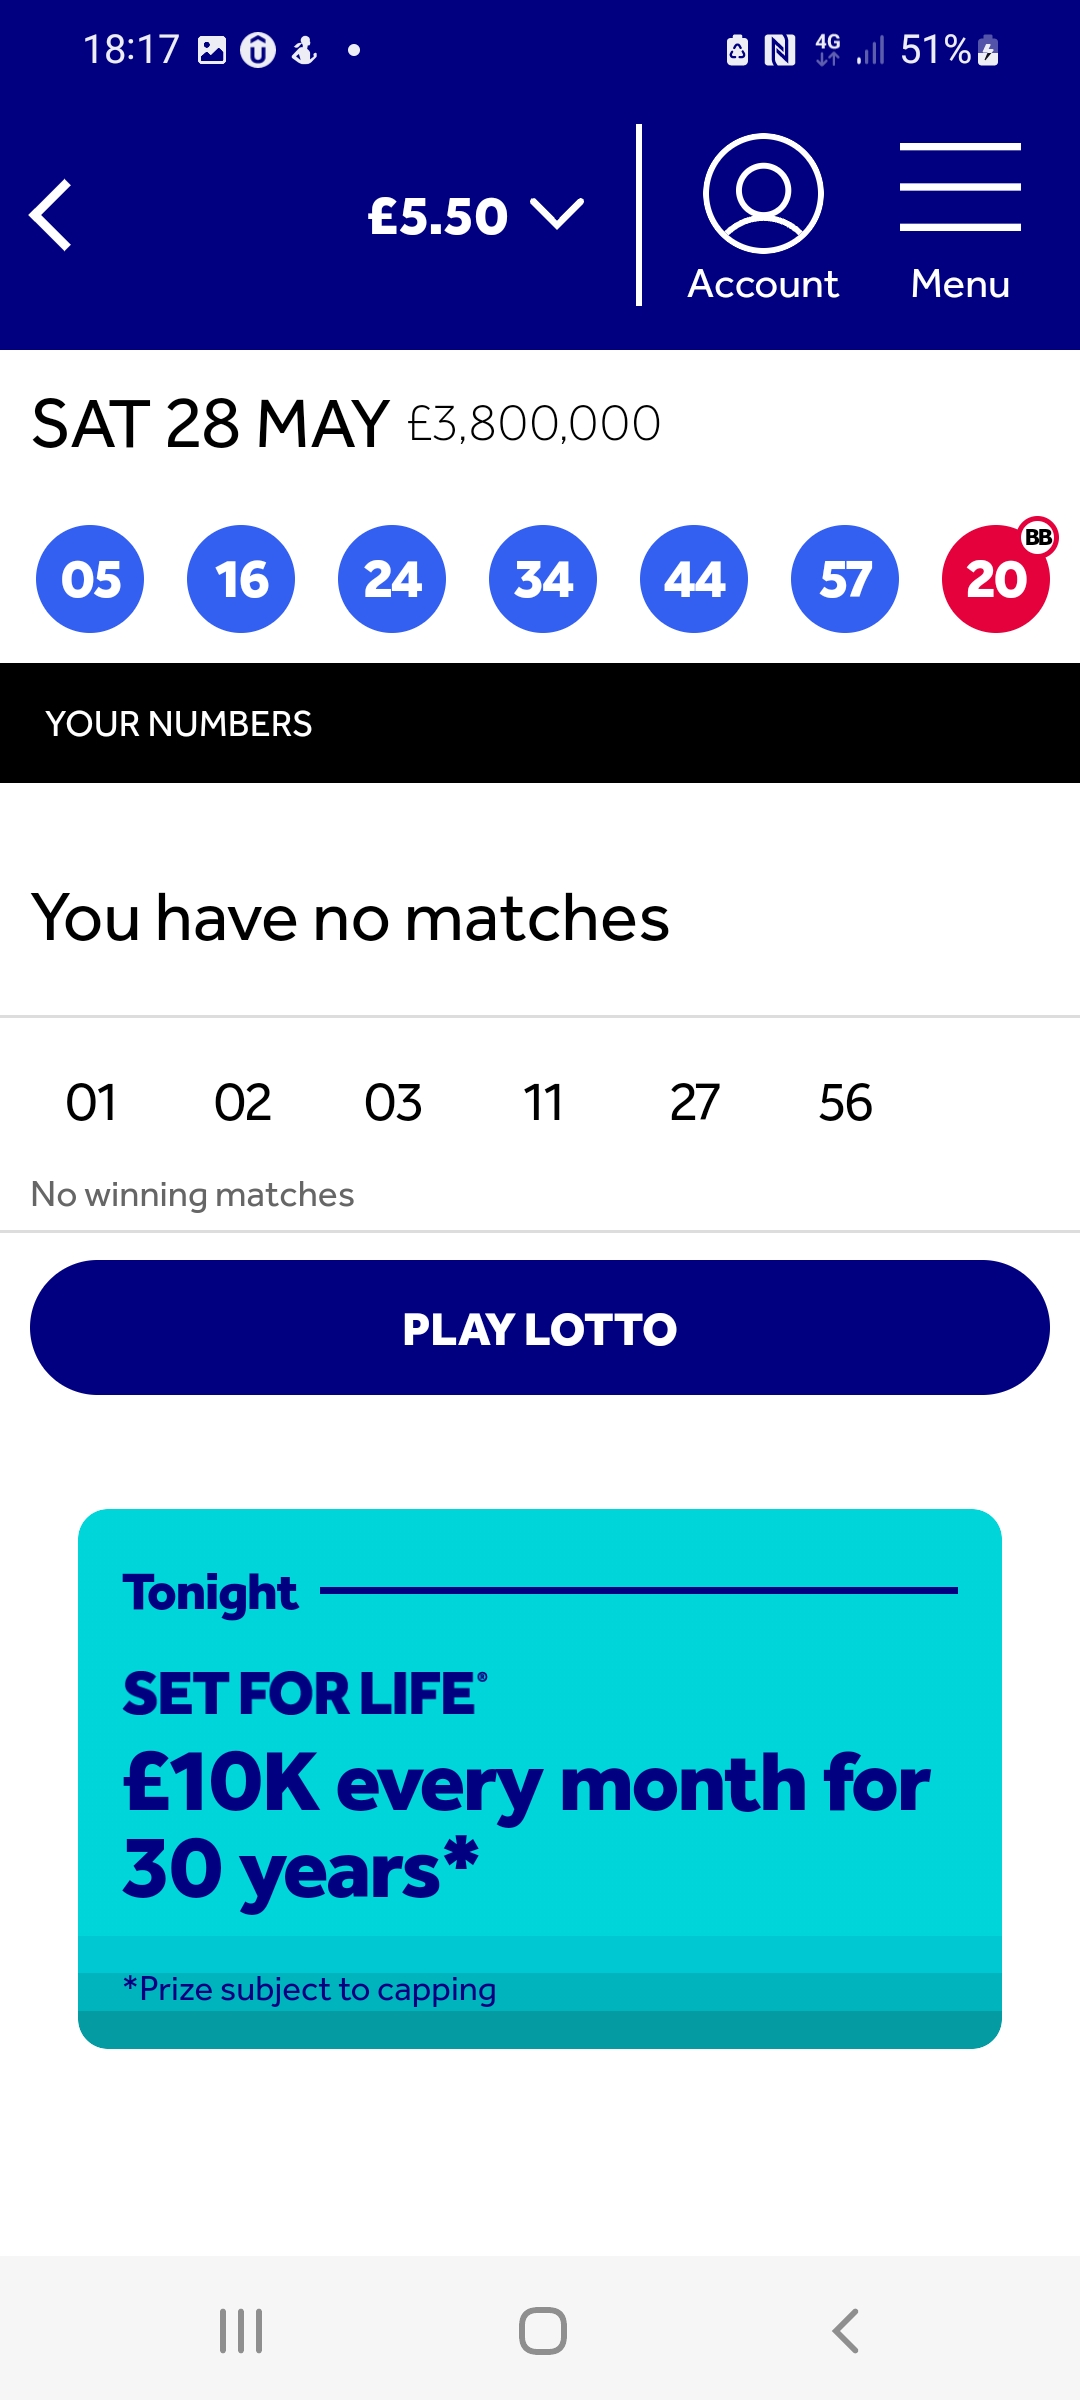 18:17 4G 51%
£5.50
Account Menu
SAT 28 MAY £3,800,000
BB
05 16 24 34 44 57 20
YOUR NUMBERS
You have no matches
01 02 03 11 27 56
No winning matches
PLAY LOTTO
Tonight
SET FOR LIFE®
£10K every month for
30 years*
*Prize subject to capping